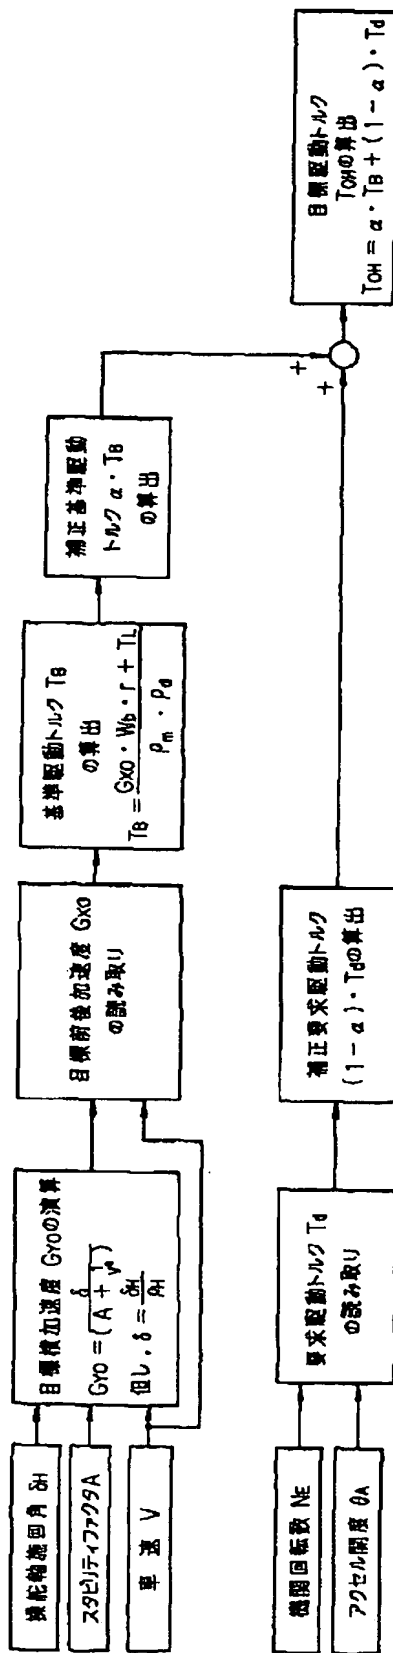 操舵軸旋回角 δH
スタビリティファクタA
車速 V
目標横加速度 GYOの演算
GYO = δ / (A + 1/V²)
但し、δ = δH / ρH
目標前後加速度 GXO
の読み取り
基準駆動トルク TB
の算出
TB = GXO・Wb・r + TL / ρm・ρd
補正基準駆動
トルク α・TB
の算出
機関回転数 NE
アクセル開度 θA
要求駆動トルク Td
の読み取り
補正要求駆動トルク
(1-α)・Tdの算出
+
+
目標駆動トルク
TOHの算出
TOH = α・TB + (1-α)・Td